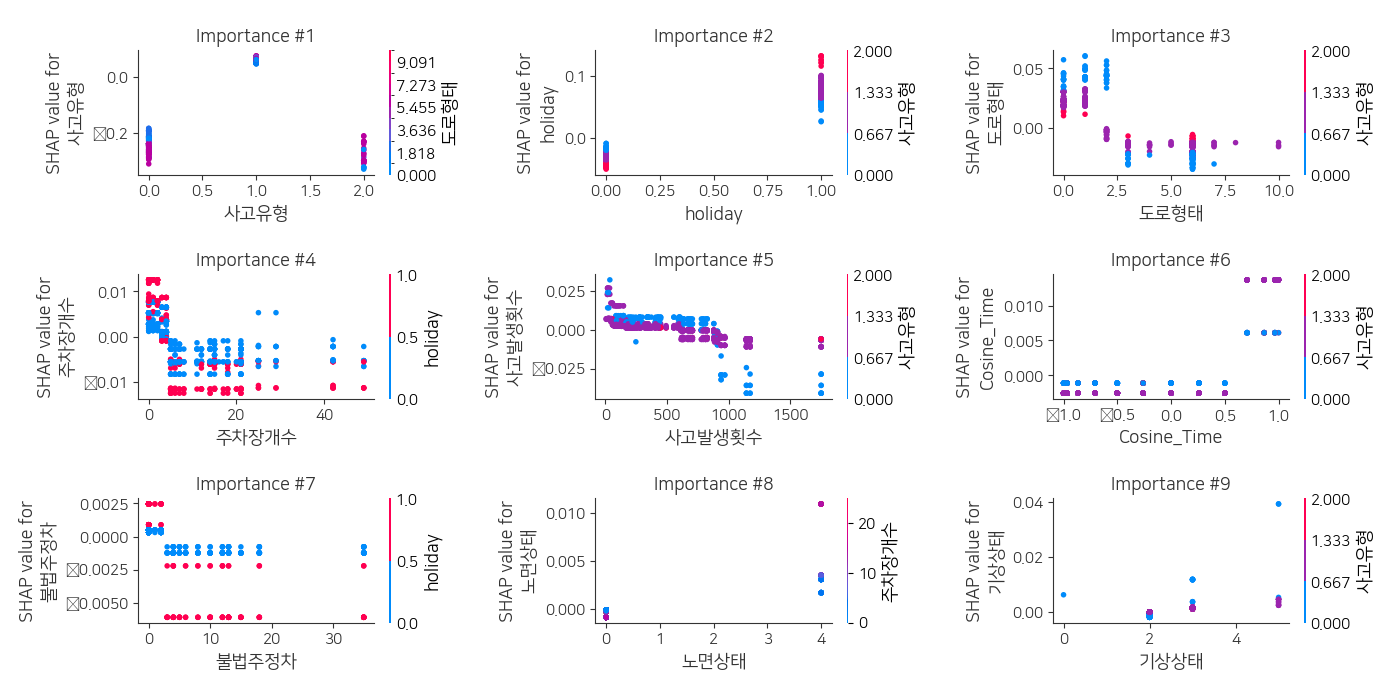 Importance #1
SHAP value for
사고유형
0.0
0.2
0.0 0.5 1.0 1.5 2.0
사고유형
9.091
7.273
5.455
3.636
1.818
0.000
도로형태
Importance #2
SHAP value for
holiday
0.1
0.0
0.00 0.25 0.50 0.75 1.00
holiday
2.000
1.333
0.667
0.000
사고유형
Importance #3
SHAP value for
도로형태
0.05
0.00
0.0 2.5 5.0 7.5 10.0
도로형태
2.000
1.333
0.667
0.000
사고유형
Importance #4
SHAP value for
주차장개수
0.01
0.00
0.01
0 20 40
주차장개수
1.0
0.5
0.0
holiday
Importance #5
SHAP value for
사고발생횟수
0.025
0.000
0.025
0 500 1000 1500
사고발생횟수
2.000
1.333
0.667
0.000
사고유형
Importance #6
SHAP value for
Cosine_Time
0.010
0.005
0.000
1.0 0.5 0.0 0.5 1.0
Cosine_Time
2.000
1.333
0.667
0.000
사고유형
Importance #7
SHAP value for
불법주정차
0.0025
0.0000
0.0025
0.0050
0 10 20 30
불법주정차
1.0
0.5
0.0
holiday
Importance #8
SHAP value for
노면상태
0.010
0.005
0.000
0 1 2 3 4
노면상태
20
10
0
주차장개수
Importance #9
SHAP value for
기상상태
0.04
0.02
0.00
0 2 4
기상상태
2.000
1.333
0.667
0.000
사고유형